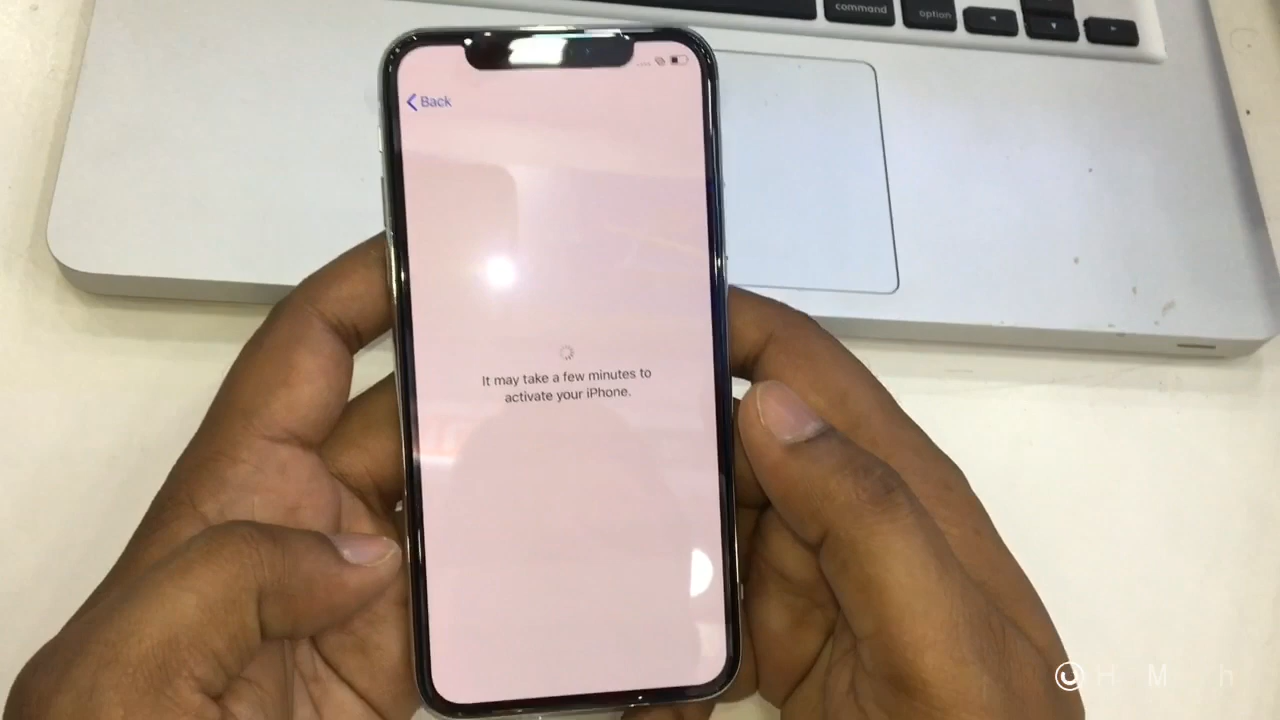 command
option
Back
It may take a few minutes to
activate your iPhone.
H M h